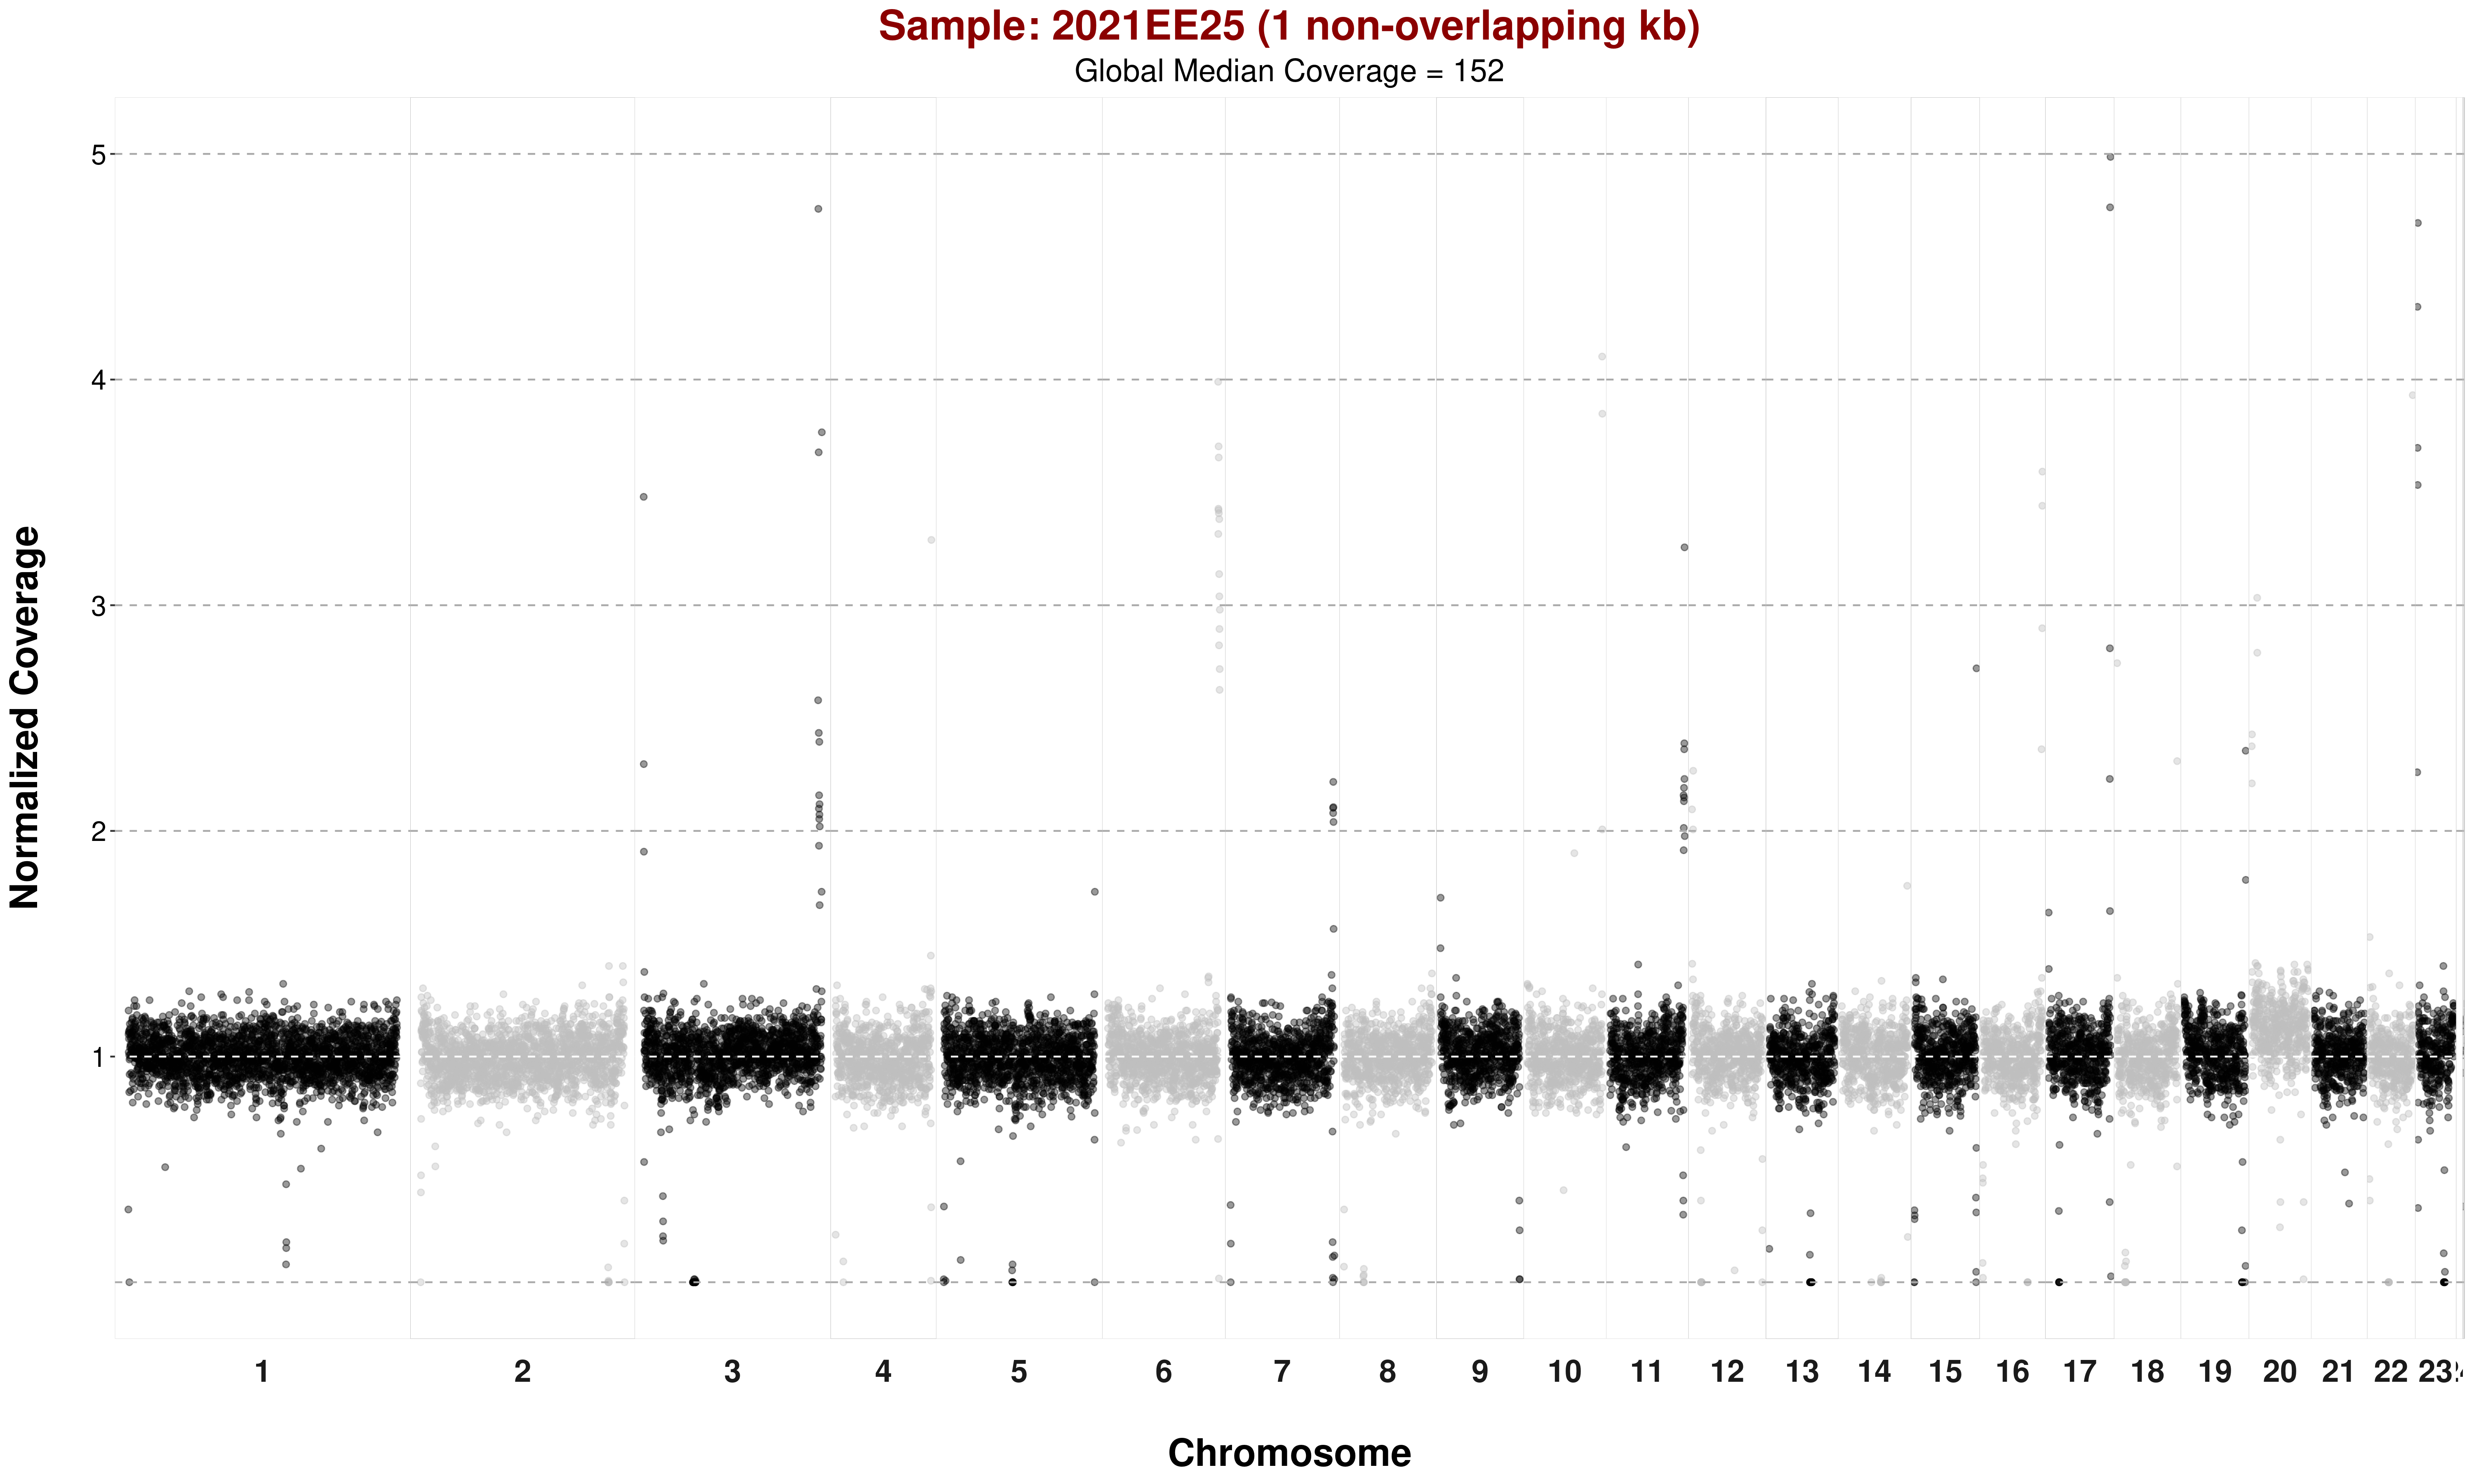 Sample: 2021EE25 (1 non-overlapping kb)
Global Median Coverage = 152
Normalized Coverage
5
4
3
2
1
1 2 3 4 5 6 7 8 9 10 11 12 13 14 15 16 17 18 19 20 21 22 23
Chromosome